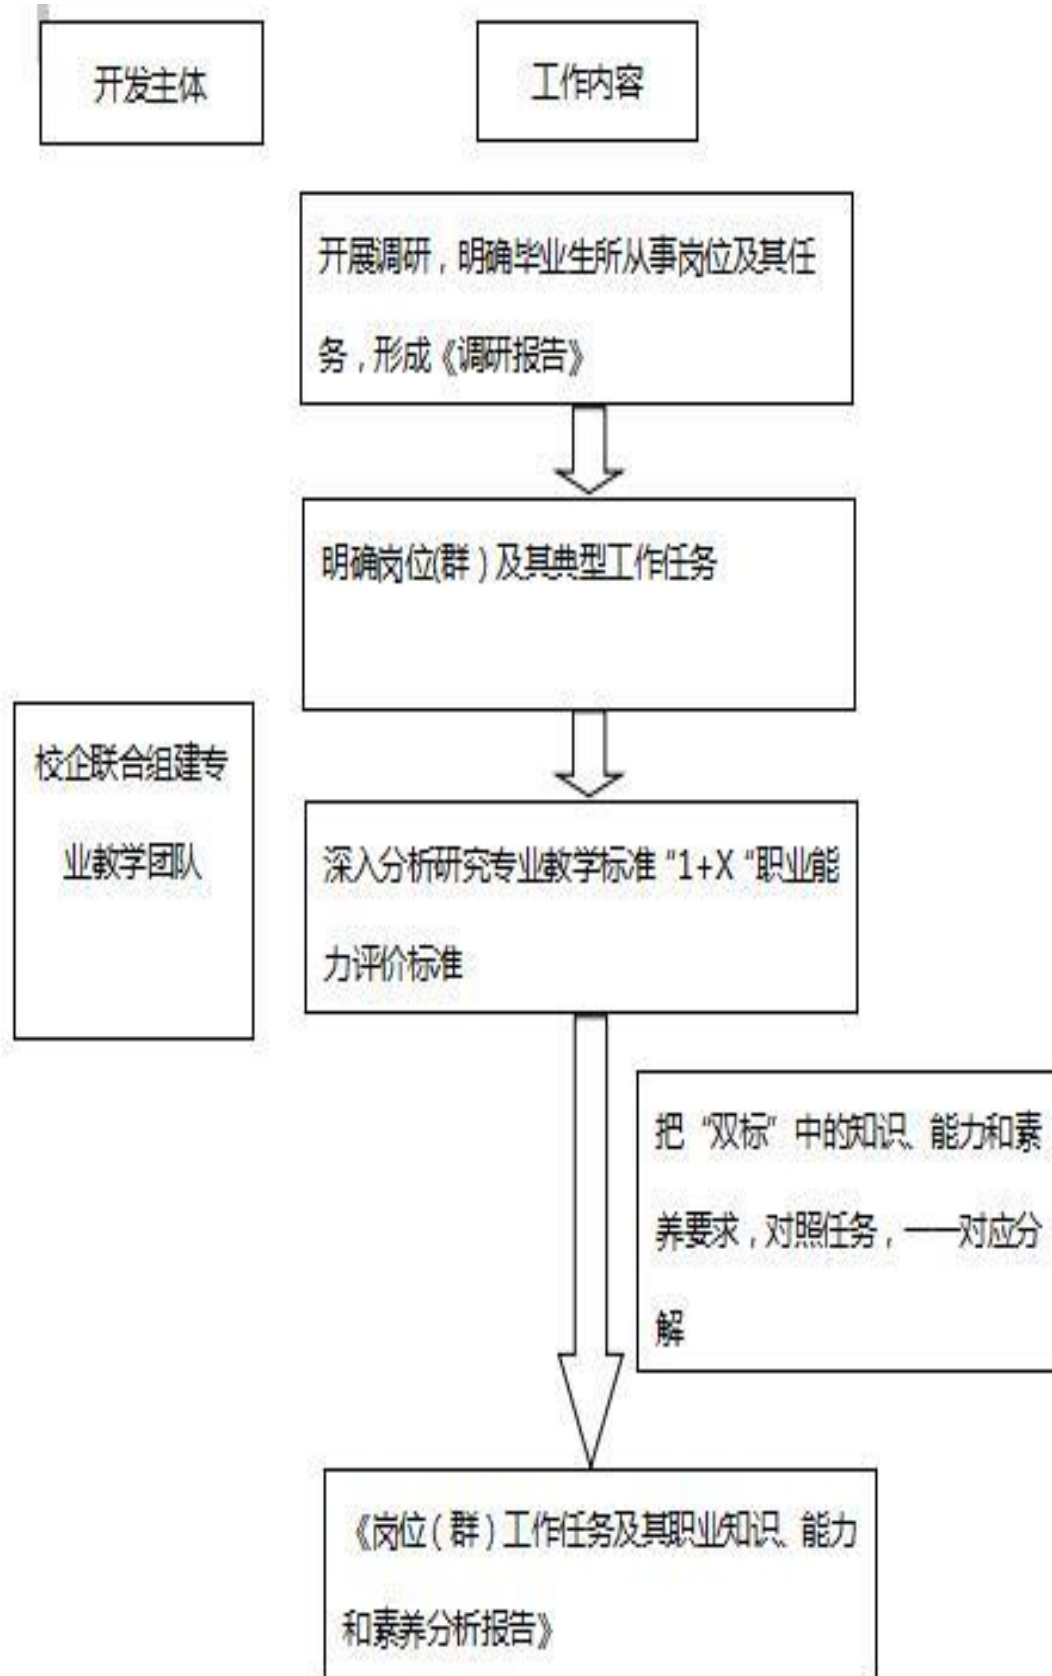 开发主体
工作内容
开展调研，明确毕业生所从事岗位及其任
务，形成《调研报告》
明确岗位(群）及其典型工作任务
校企联合组建专
业教学团队
深入分析研究专业教学标准“1+X“职业能
力评价标准
把“双标”中的知识、能力和素
养要求，对照任务，一一对应分
解
《岗位（群）工作任务及其职业知识、能力
和素养分析报告》